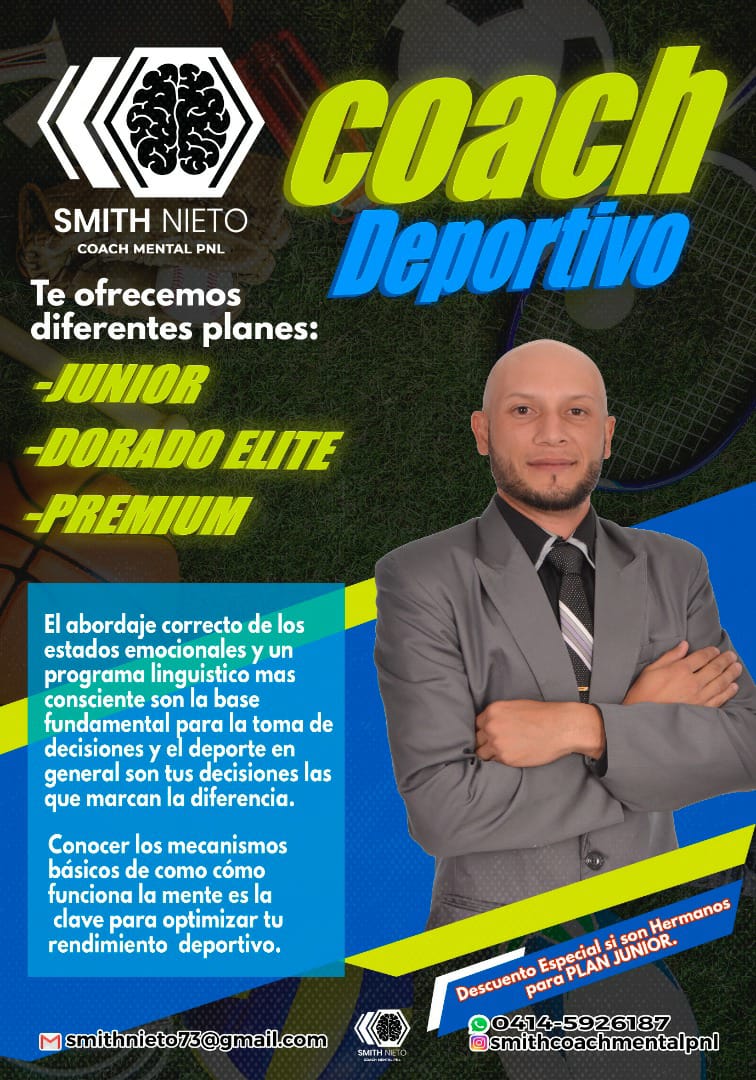 SMITH NIETO
COACH MENTAL PNL
coach
Deportivo
Te ofrecemos
diferentes planes:
-JUNIOR
-DORADO ELITE
-PREMIUM
El abordaje correcto de los
estados emocionales y un
programa linguistico mas
consciente son la base
fundamental para la toma de
decisiones y el deporte en
general son tus decisiones las
que marcan la diferencia.
Conocer los mecanismos
básicos de como cómo
funciona la mente es la
clave para optimizar tu
rendimiento deportivo.
Descuento Especial si son Hermanos
para PLAN JUNIOR.
smithnieto73@gmail.com
SMITH NIETO
COACH MENTAL PNL
0414-5926187
smithcoachmentalpnl